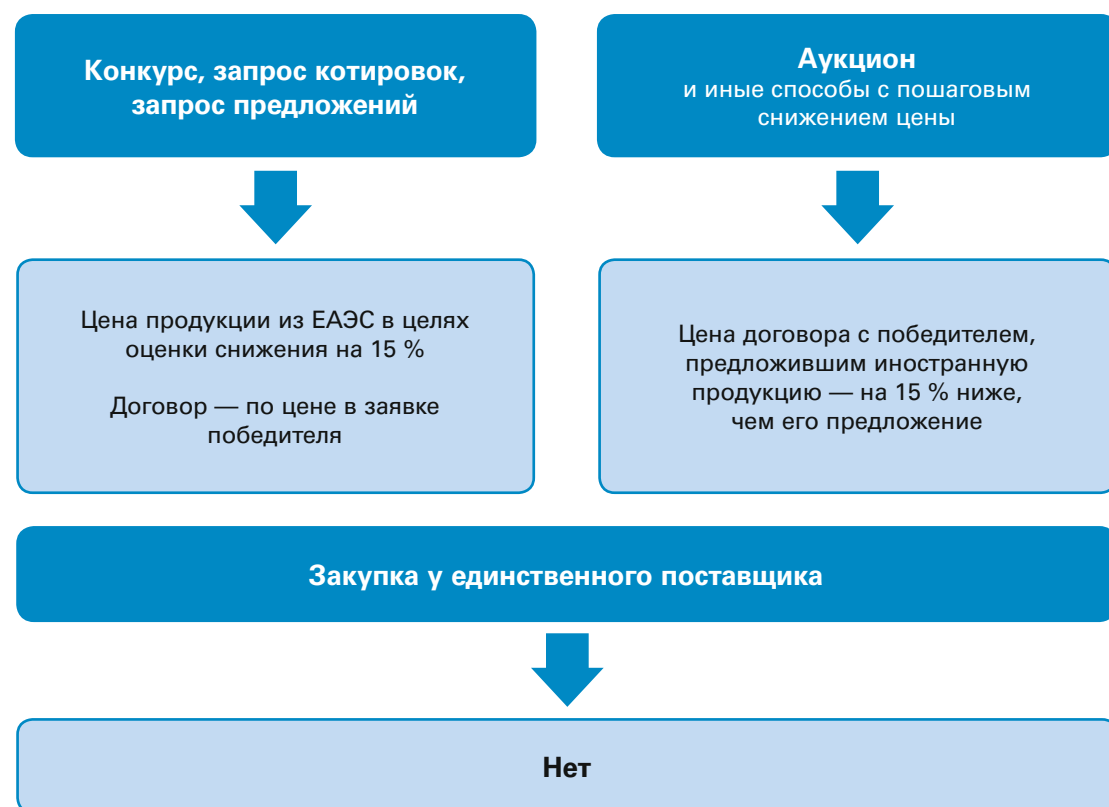 Конкурс, запрос котировок,
запрос предложений
Аукцион
и иные способы с пошаговым
снижением цены
Цена продукции из ЕАЭС в целях
оценки снижения на 15 %
Договор — по цене в заявке
победителя
Цена договора с победителем,
предложившим иностранную
продукцию — на 15 % ниже,
чем его предложение
Закупка у единственного поставщика
Нет